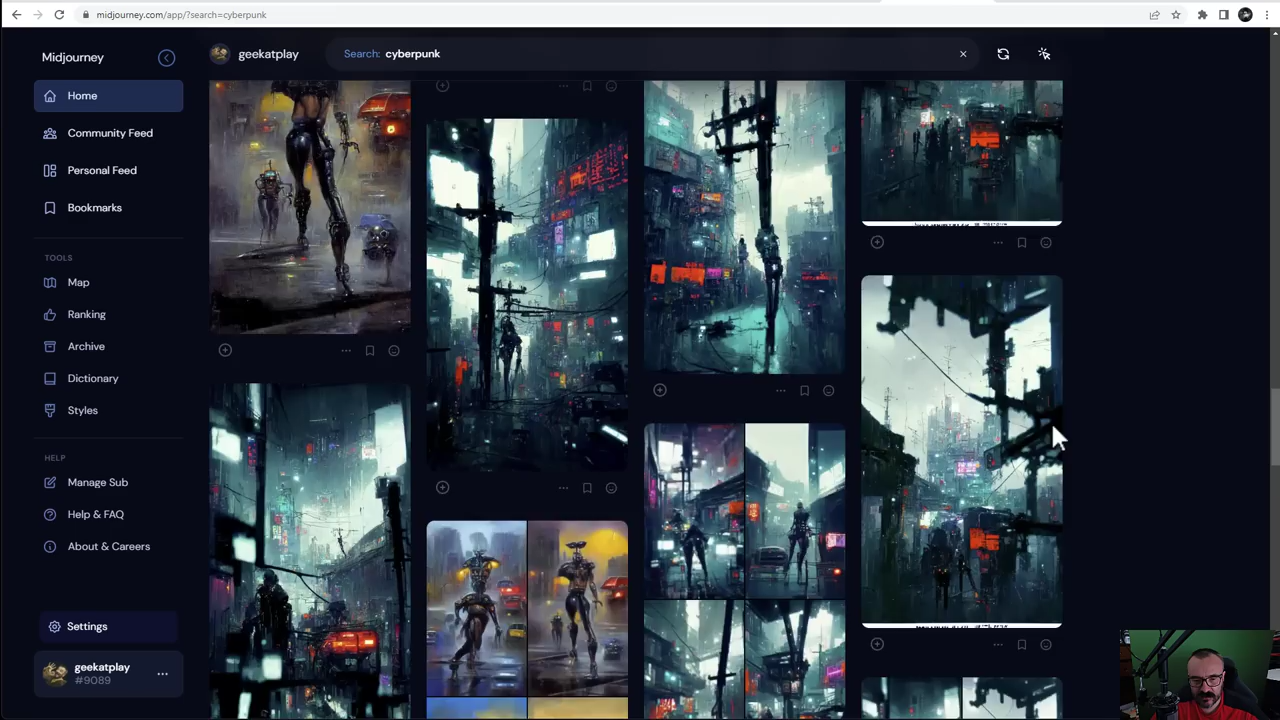 midjourney.com/app/?search=cyberpunk
Midjourney
geekatplay
Search: cyberpunk
Home
Community Feed
Personal Feed
Bookmarks
TOOLS
Map
Ranking
Archive
Dictionary
Styles
HELP
Manage Sub
Help & FAQ
About & Careers
Settings
geekatplay
#9089